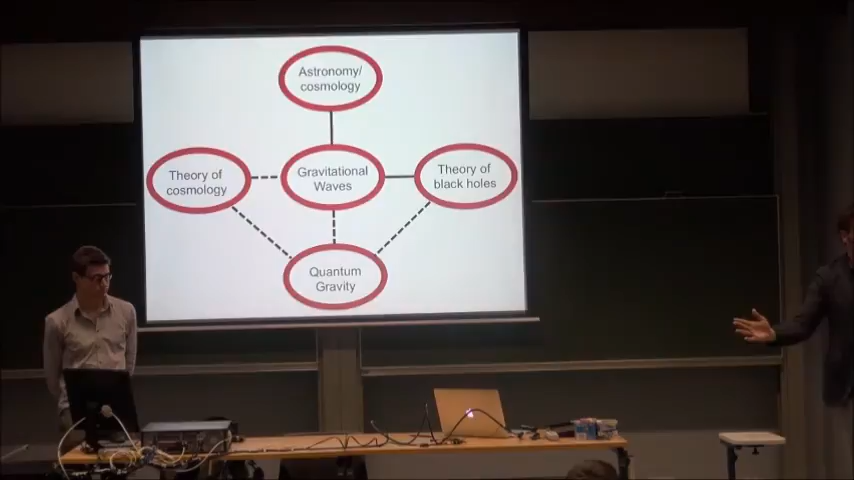 Astronomy/
cosmology
Theory of
cosmology
Gravitational
Waves
Theory of
black holes
Quantum
Gravity